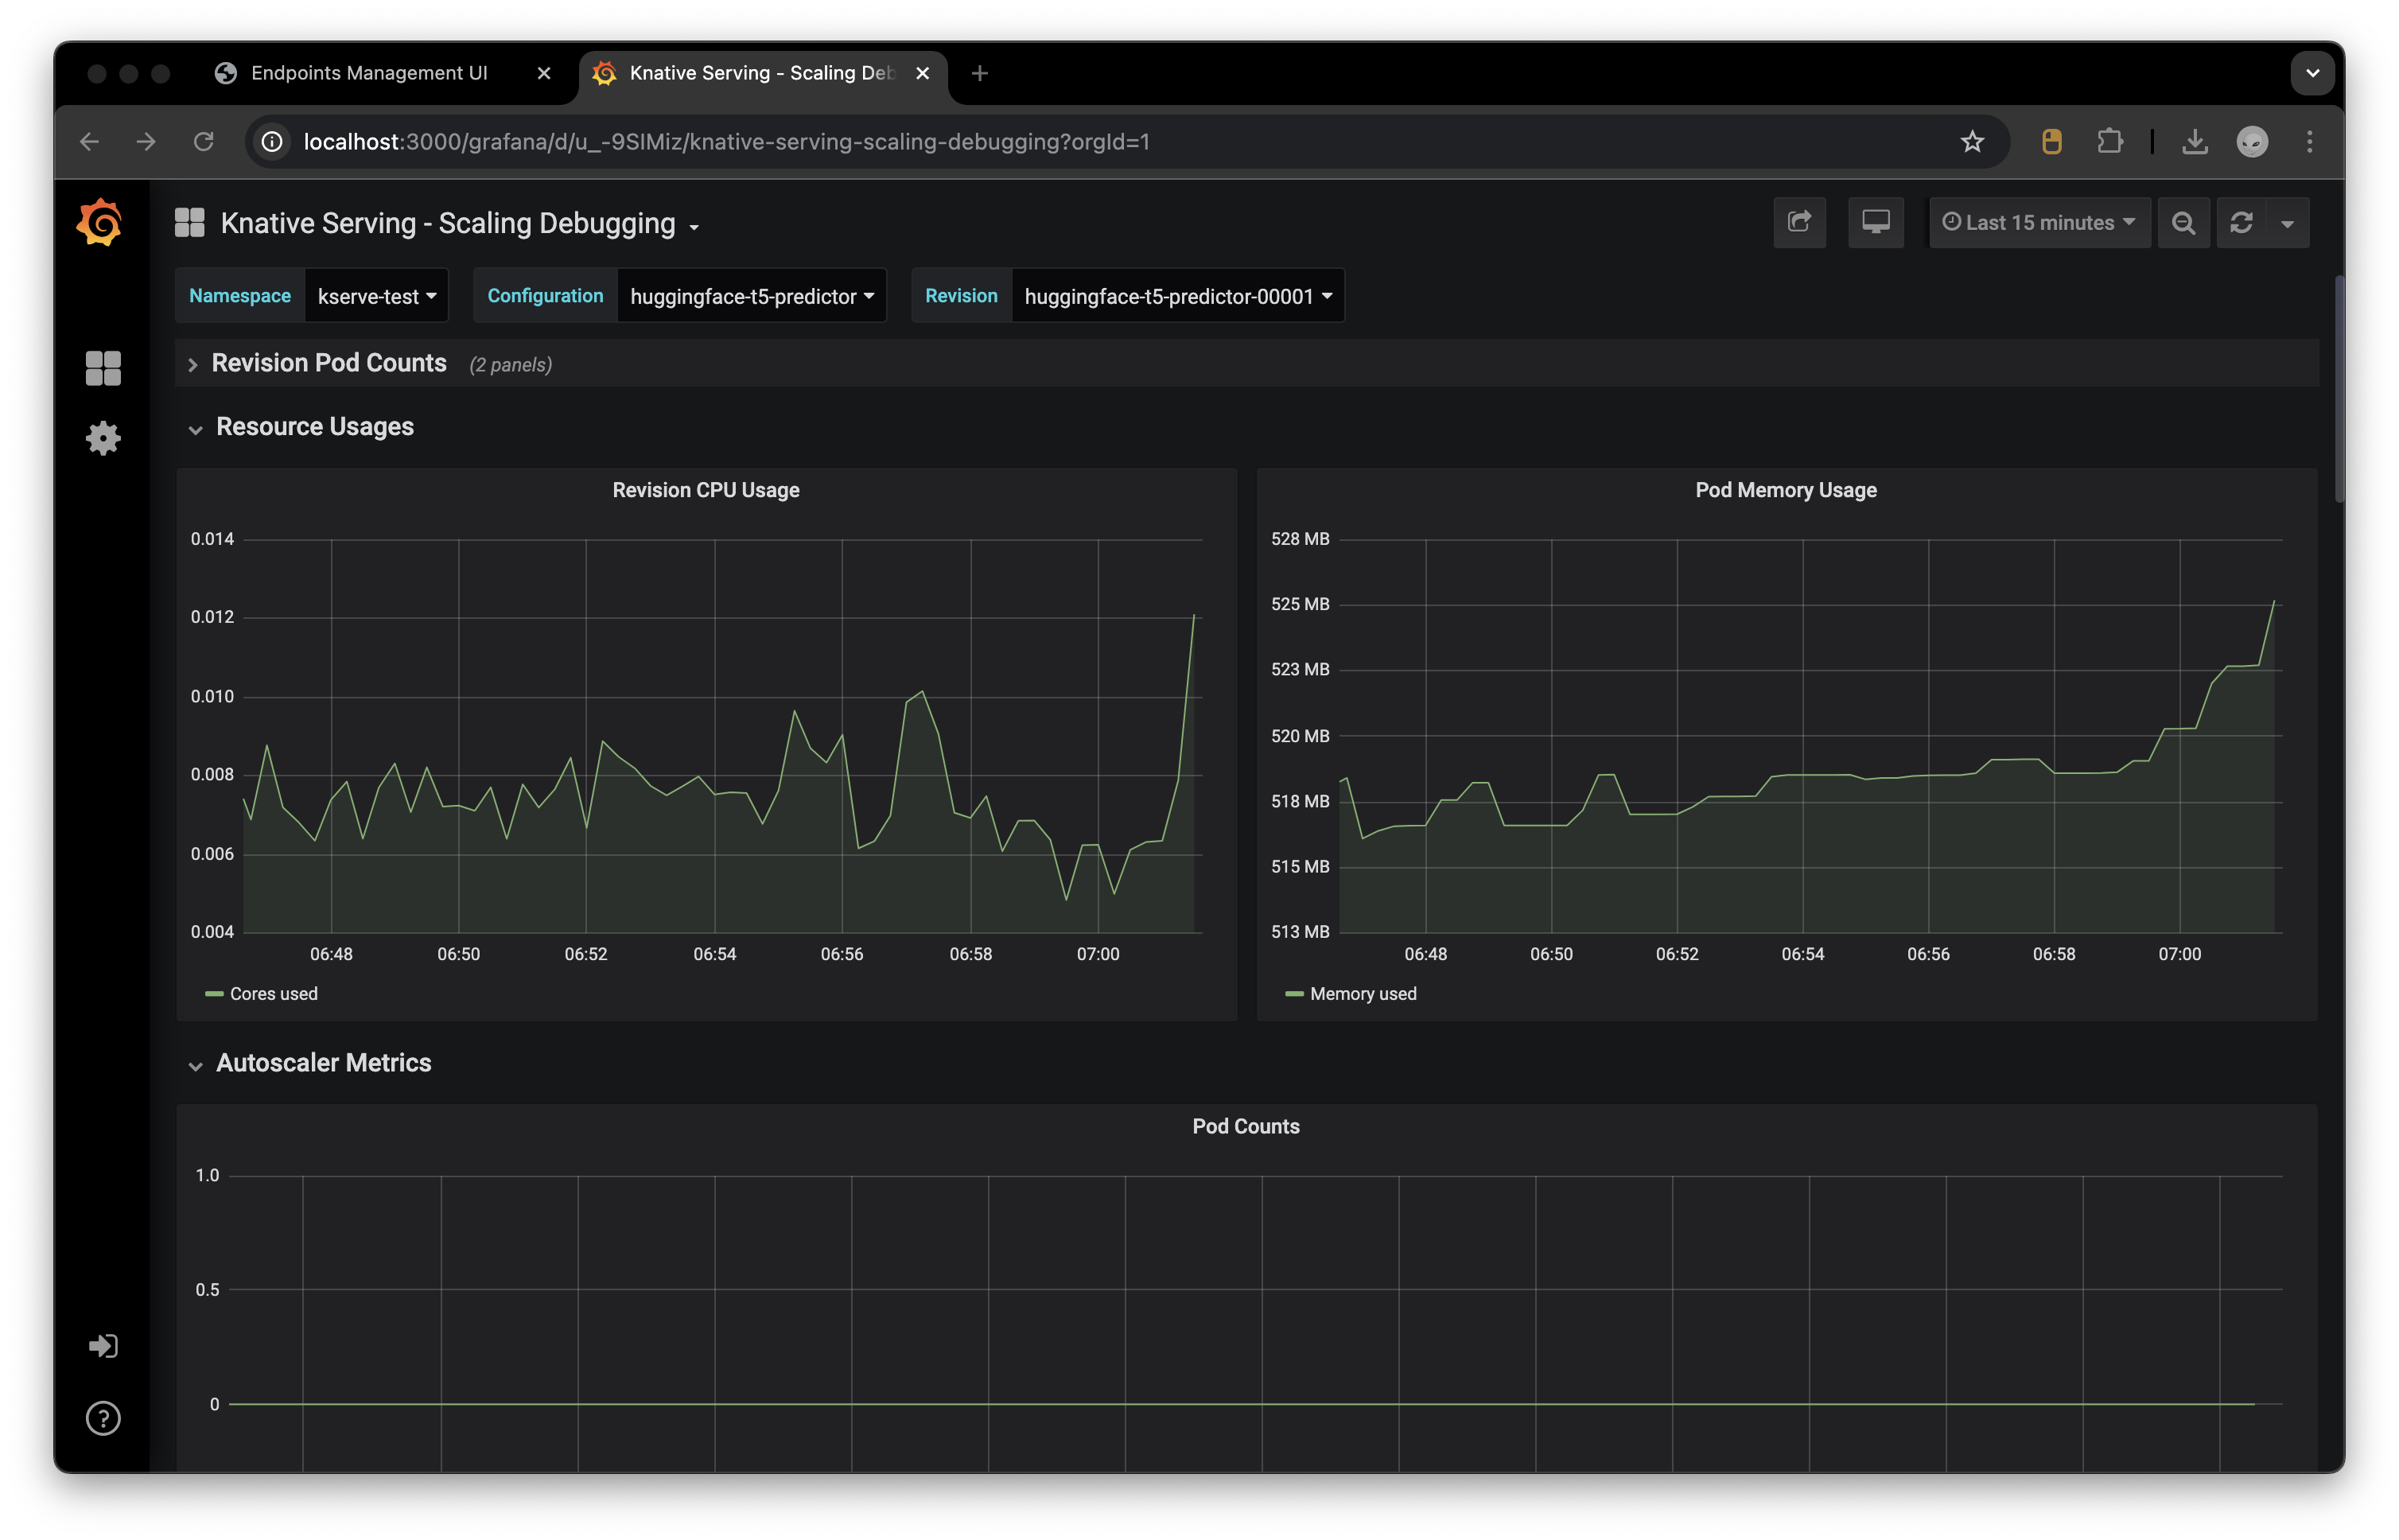 Endpoints Management UI
Knative Serving - Scaling Deb
localhost:3000/grafana/d/u_-9SIMiz/knative-serving-scaling-debugging?orgId=1
Knative Serving - Scaling Debugging
Last 15 minutes
Namespace kserve-test Configuration huggingface-t5-predictor Revision huggingface-t5-predictor-00001
Revision Pod Counts (2 panels)
Resource Usages
Revision CPU Usage
0.014
0.012
0.010
0.008
0.006
0.004
06:48 06:50 06:52 06:54 06:56 06:58 07:00
Cores used
Pod Memory Usage
528 MB
525 MB
523 MB
520 MB
518 MB
515 MB
513 MB
06:48 06:50 06:52 06:54 06:56 06:58 07:00
Memory used
Autoscaler Metrics
Pod Counts
1.0
0.5
0